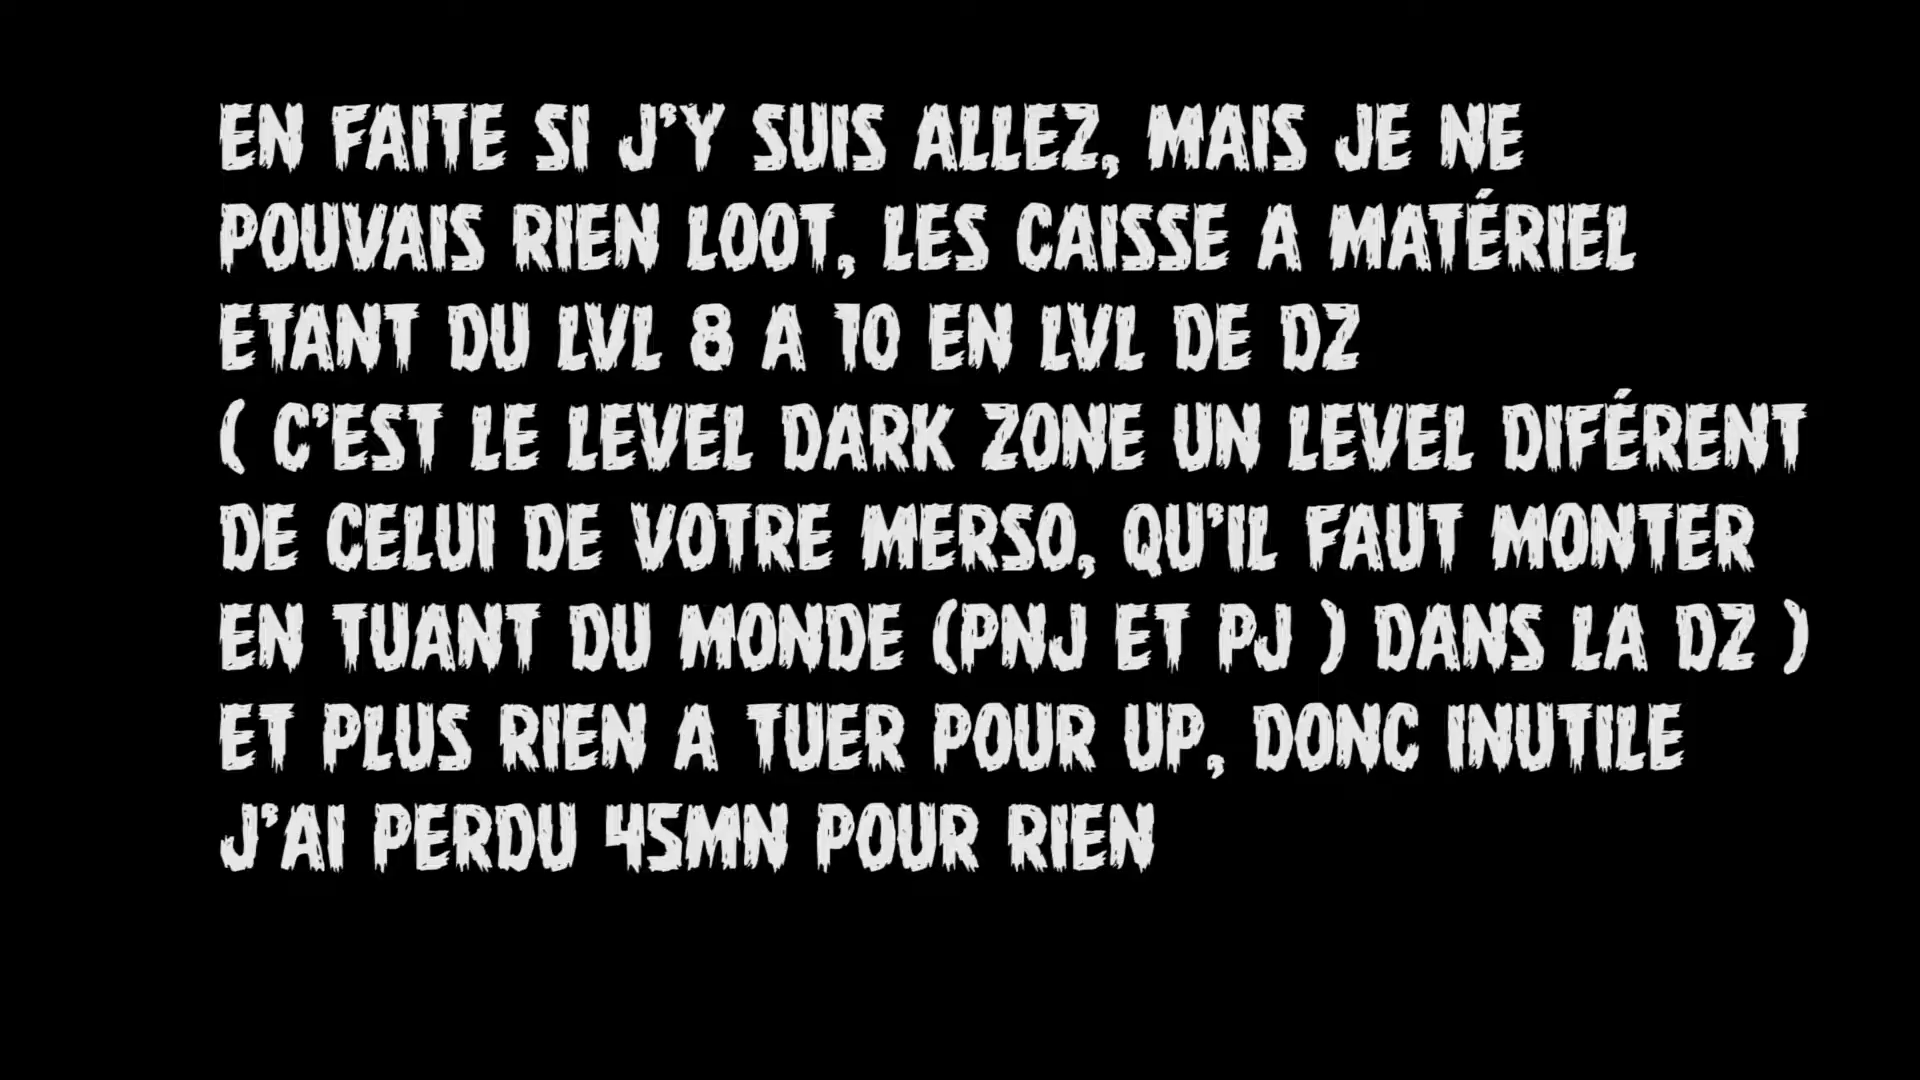 EN FAITE SI J'Y SUIS ALLEZ, MAIS JE NE
POUVAIS RIEN LOOT, LES CAISSE A MATÉRIEL
ETANT DU LVL 8 A 10 EN LVL DE DZ
( C'EST LE LEVEL DARK ZONE UN LEVEL DIFÉRENT
DE CELUI DE VOTRE MERSO, QU'IL FAUT MONTER
EN TUANT DU MONDE (PNJ ET PJ ) DANS LA DZ )
ET PLUS RIEN A TUER POUR UP, DONC INUTILE
J'AI PERDU 45MN POUR RIEN